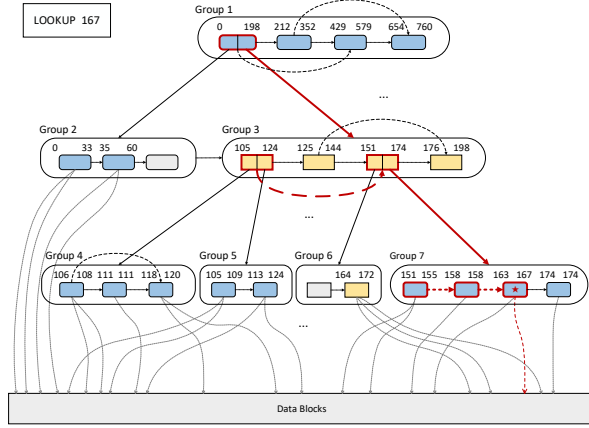 LOOKUP 167
Group 1
0 198 212 352 429 579 654 760
...
Group 2
0 33 35 60
Group 3
105 124 125 144 151 174 176 198
...
Group 4
106 108 111 111 118 120
Group 5
105 109 113 124
Group 6
164 172
Group 7
151 155 158 158 163 167 174 174
...
Data Blocks